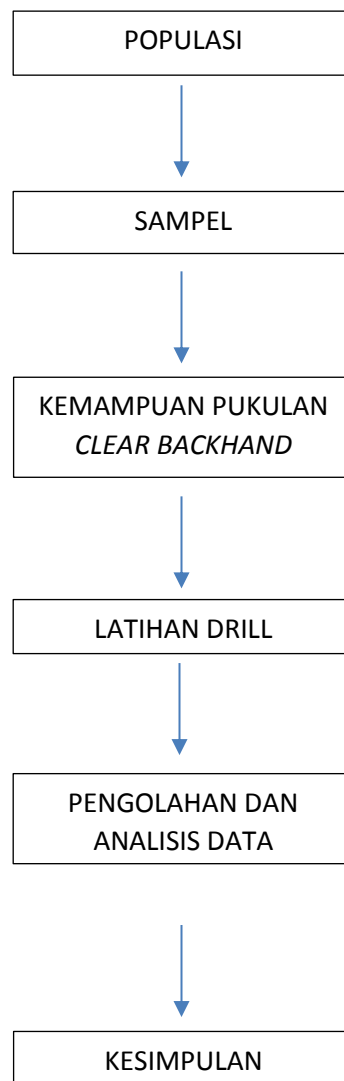 POPULASI
SAMPEL
KEMAMPUAN PUKULAN
CLEAR BACKHAND
LATIHAN DRILL
PENGOLAHAN DAN
ANALISIS DATA
KESIMPULAN